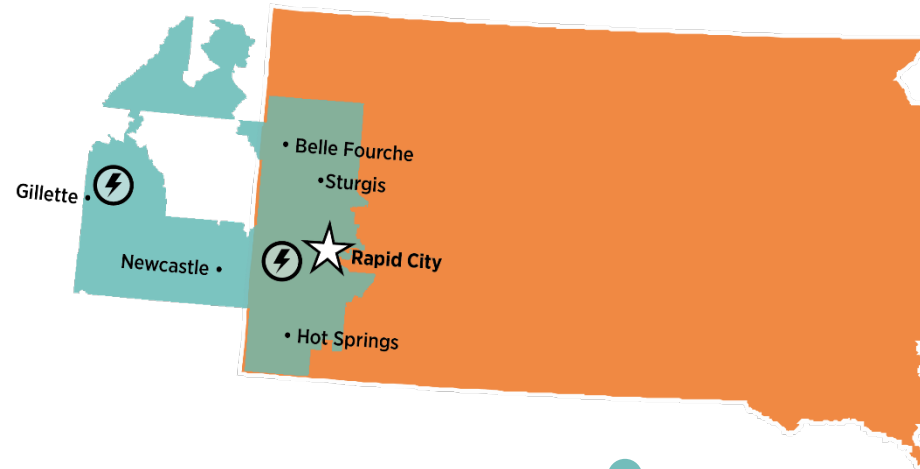 Belle Fourche
Sturgis
Gillette
Rapid City
Newcastle
Hot Springs